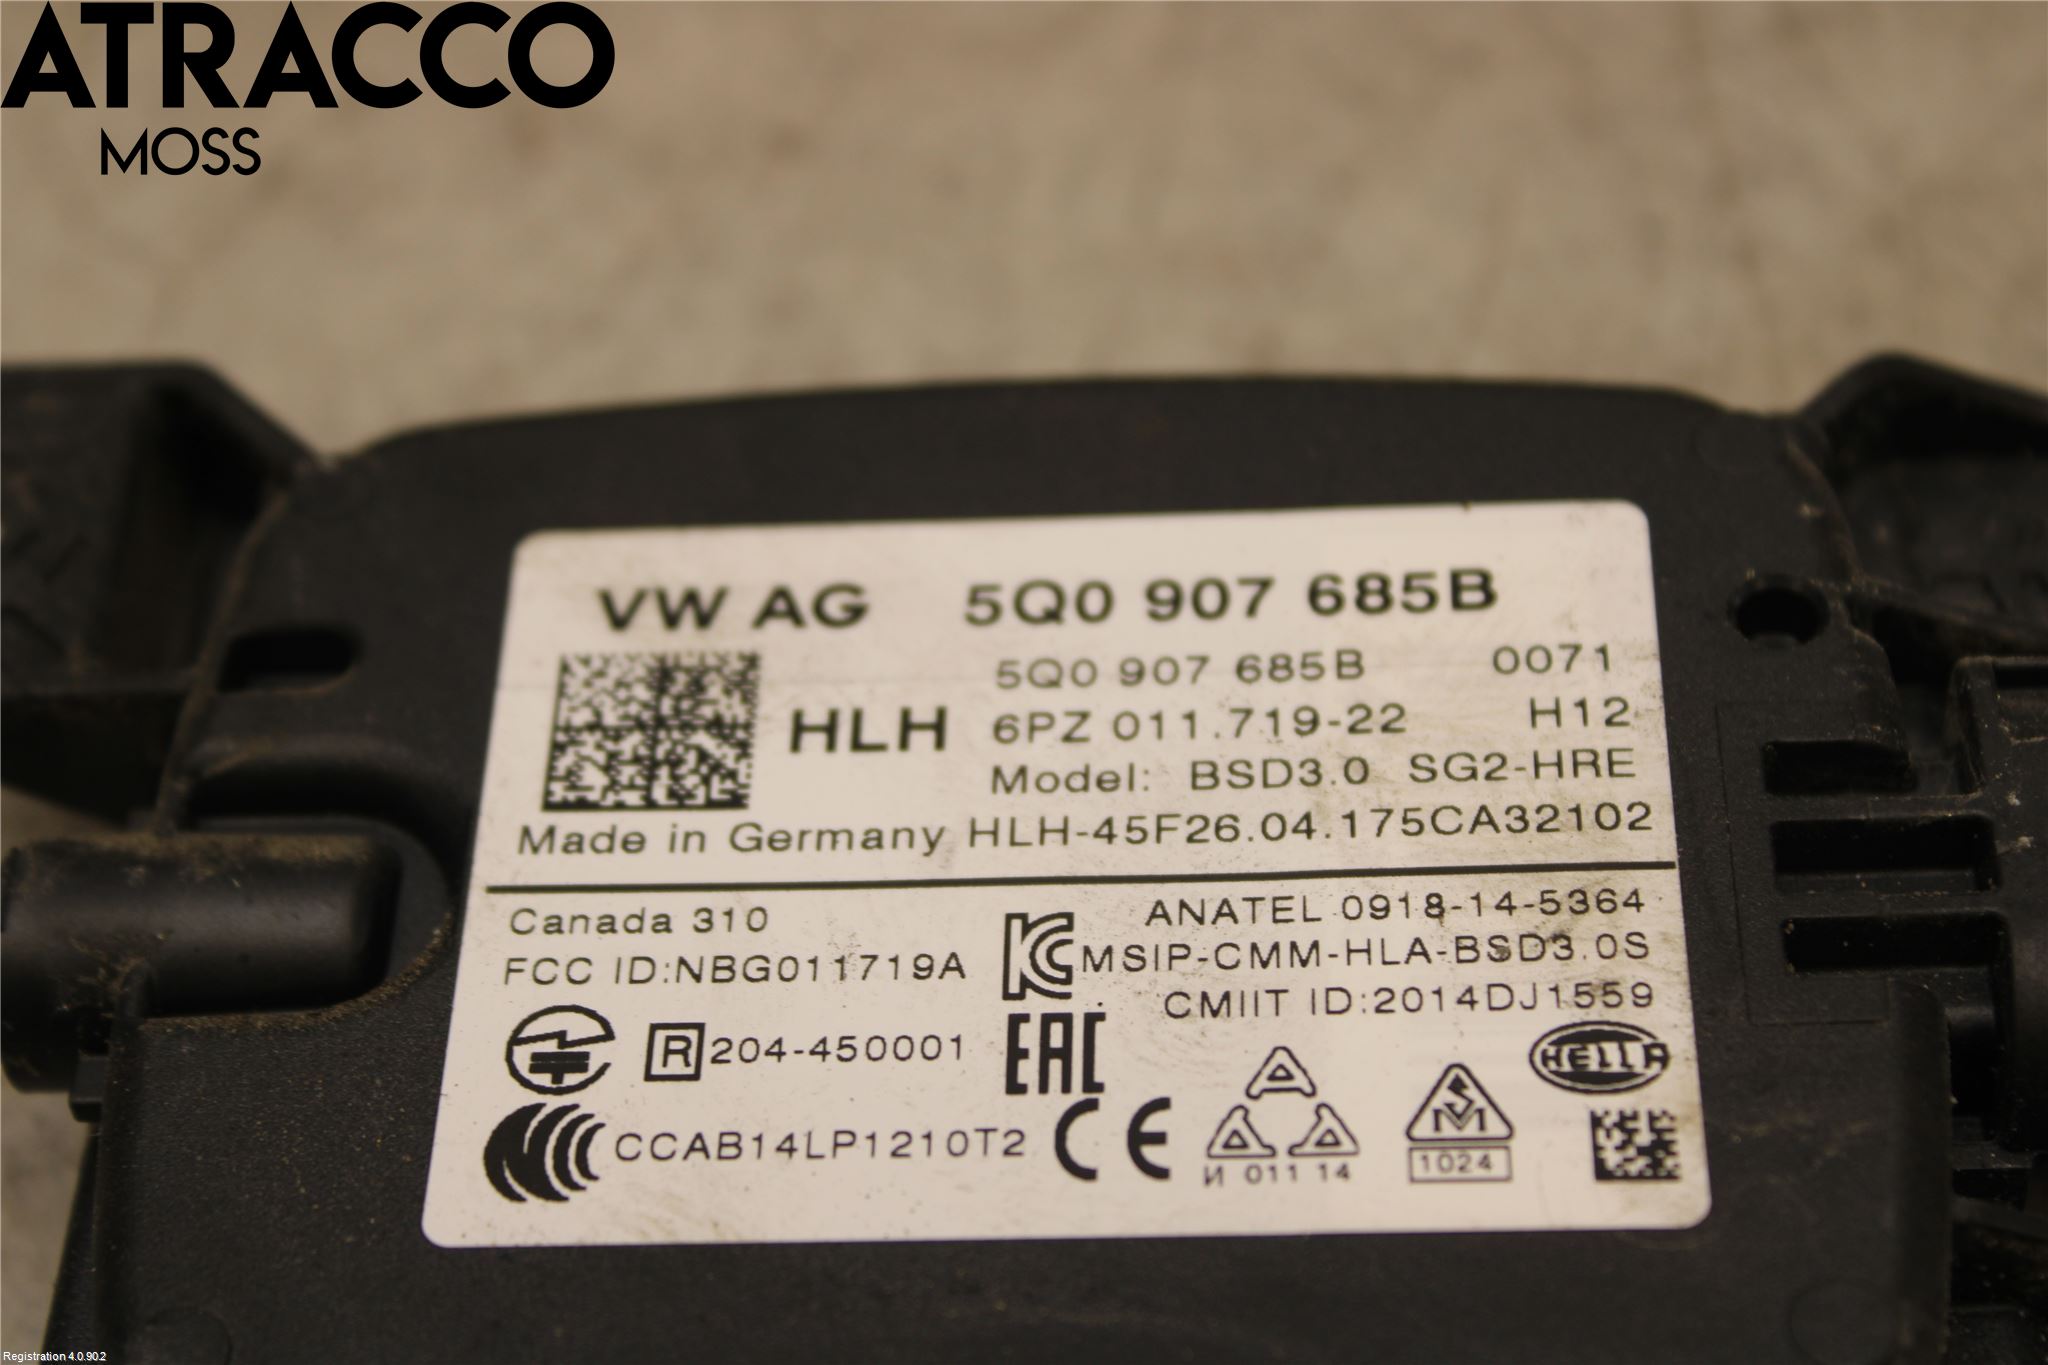 ATRACCO
MOSS
VW AG 5Q0 907 685B
5Q0 907 685B 0071
HLH 6PZ 011.719-22 H12
Model: BSD3.0 SG2-HRE
Made in Germany HLH-45F26.04.175CA32102
Canada 310
ANATEL 0918-14-5364
FCC ID:NBG011719A
KC MSIP-CMM-HLA-BSD3.0S
CMIIT ID:2014DJ1559
R 204-450001
EAC
HELLA
CCC CCAB14LP1210T2
CE
A
A A
И 011 14
SM
1024
Registration 4.0.90.2